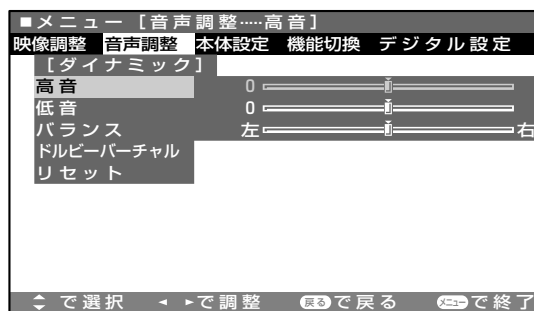 ■メニュー [音声調整……高音]
映像調整 音声調整 本体設定 機能切換 デジタル設定
[ダイナミック]
高音 0
低音 0
バランス 左 右
ドルビーバーチャル
リセット
で選択 で調整 戻るで戻る メニューで終了